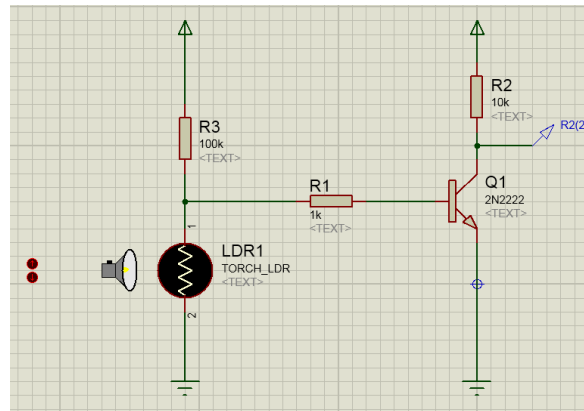 R3
100k
<TEXT>
R2
10k
<TEXT>
R2(2
R1
1k
<TEXT>
Q1
2N2222
<TEXT>
1
LDR1
TORCH_LDR
<TEXT>
2